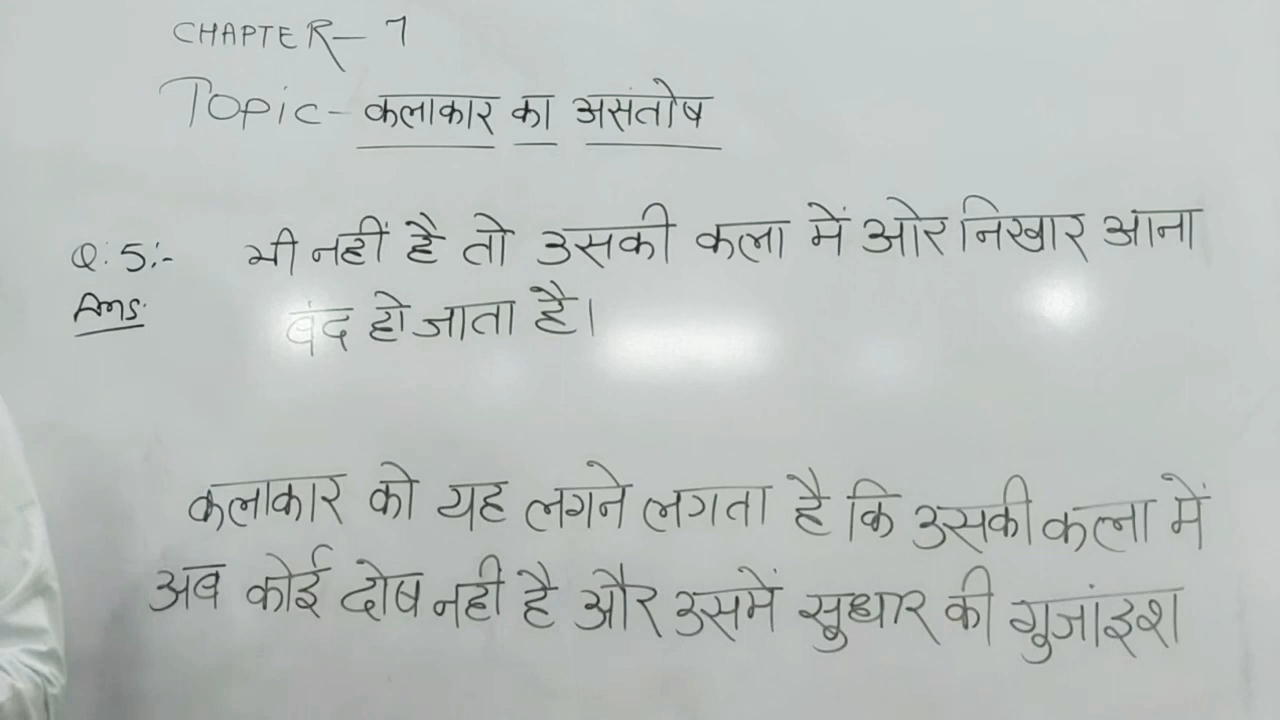 CHAPTER- 7
Topic- कलाकार का असंतोष
Q.5:- भी नहीं है तो उसकी कला में ओर निखार आना
Ans. बंद हो जाता है।
कलाकार को यह लगने लगता है कि उसकी कला में
अब कोई दोष नही है और उसमें सुधार की गुजांइश